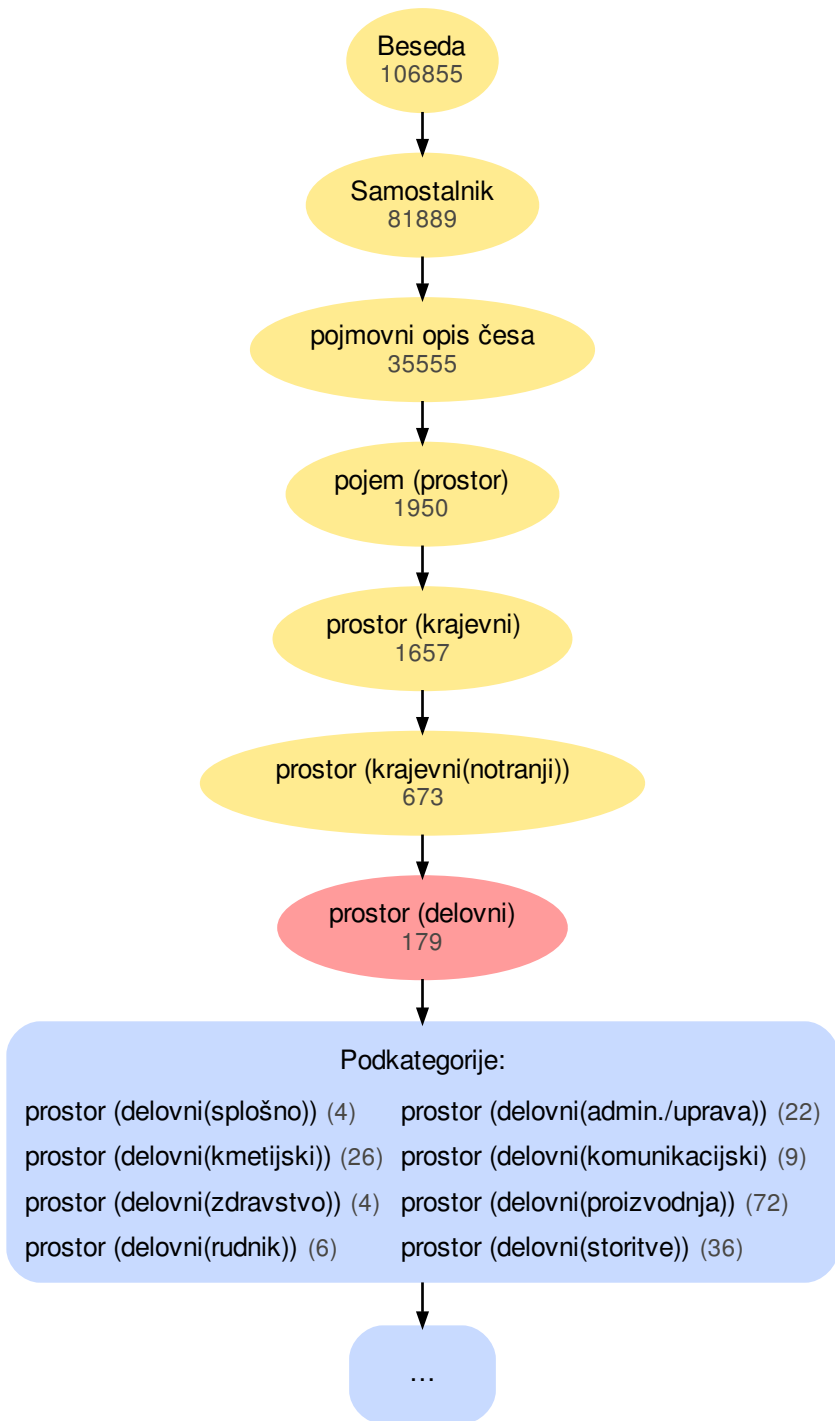 Beseda
106855
Samostalnik
81889
pojmovni opis česa
35555
pojem (prostor)
1950
prostor (krajevni)
1657
prostor (krajevni(notranji))
673
prostor (delovni)
179
Podkategorije:
prostor (delovni(splošno)) (4) prostor (delovni(admin./uprava)) (22)
prostor (delovni(kmetijski)) (26) prostor (delovni(komunikacijski) (9)
prostor (delovni(zdravstvo)) (4) prostor (delovni(proizvodnja)) (72)
prostor (delovni(rudnik)) (6) prostor (delovni(storitve)) (36)
…